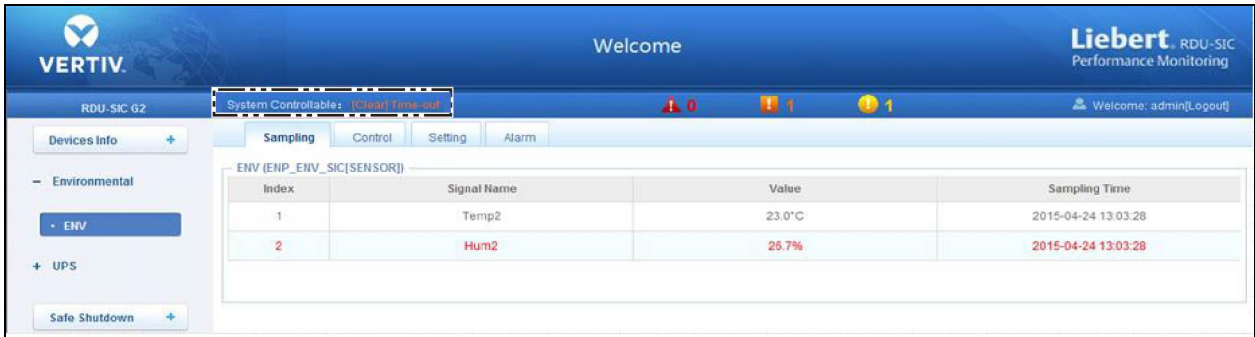 VERTIV.
Welcome
Liebert. RDU-SIC
Performance Monitoring
RDU-SIC G2
System Controllable: [Clear] Time-out
0
1
1
Welcome: admin[Logout]
Devices Info +
Sampling Control Setting Alarm
ENV (ENP_ENV_SIC[SENSOR])
− Environmental
Index Signal Name Value Sampling Time
1 Temp2 23.0°C 2015-04-24 13:03:28
• ENV
2 Hum2 26.7% 2015-04-24 13:03:28
+ UPS
Safe Shutdown +